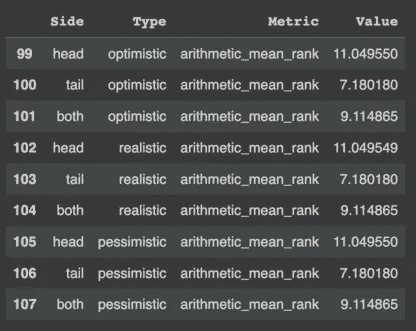 Side Type Metric Value
99 head optimistic arithmetic_mean_rank 11.049550
100 tail optimistic arithmetic_mean_rank 7.180180
101 both optimistic arithmetic_mean_rank 9.114865
102 head realistic arithmetic_mean_rank 11.049549
103 tail realistic arithmetic_mean_rank 7.180180
104 both realistic arithmetic_mean_rank 9.114865
105 head pessimistic arithmetic_mean_rank 11.049550
106 tail pessimistic arithmetic_mean_rank 7.180180
107 both pessimistic arithmetic_mean_rank 9.114865